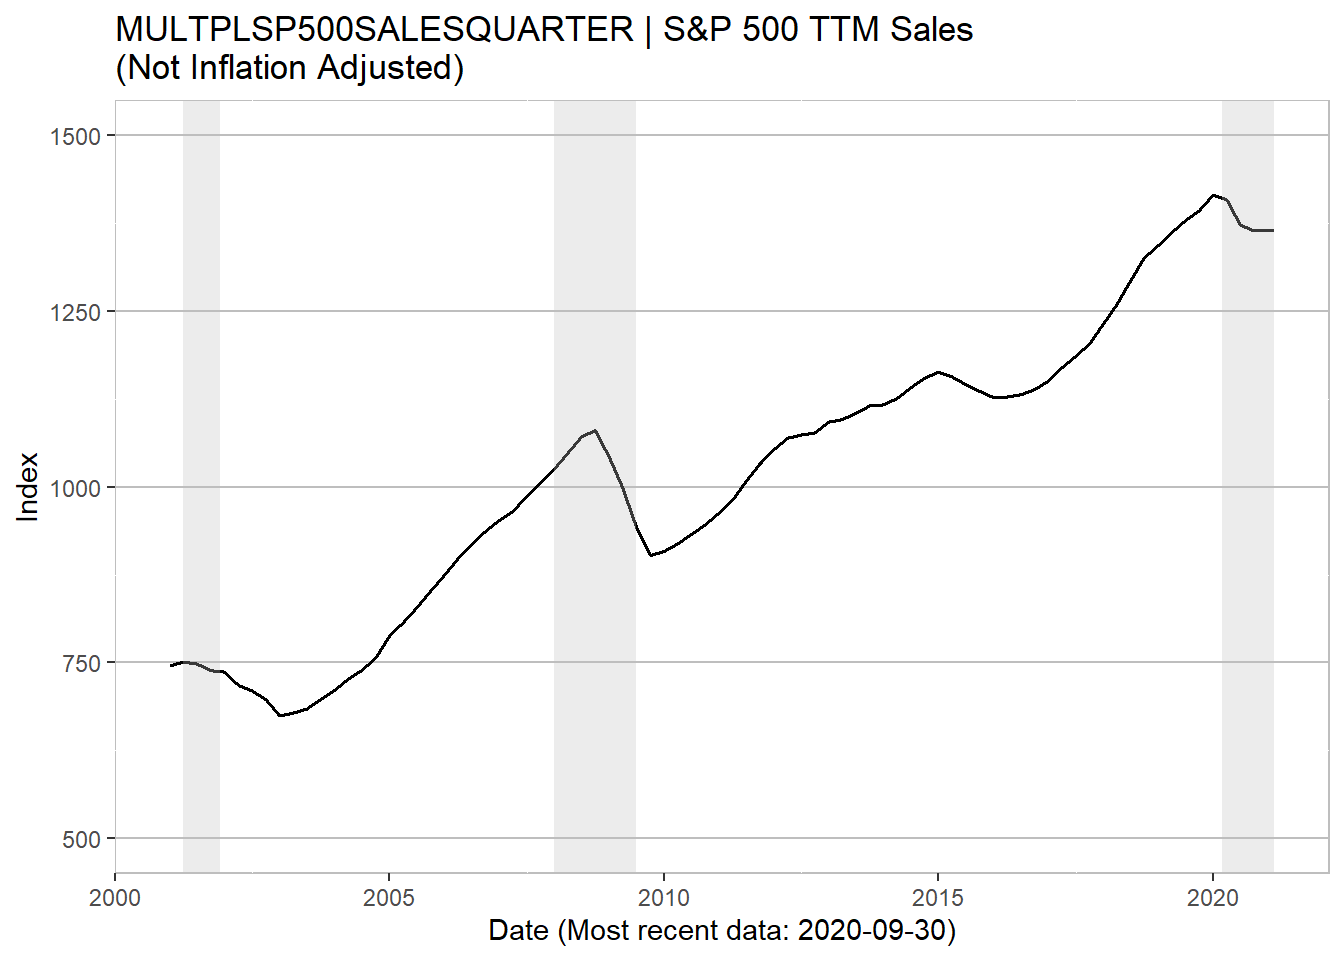 MULTPLSP500SALESQUARTER | S&P 500 TTM Sales
(Not Inflation Adjusted)
1500
1250
1000
750
500
Index
2000 2005 2010 2015 2020
Date (Most recent data: 2020-09-30)